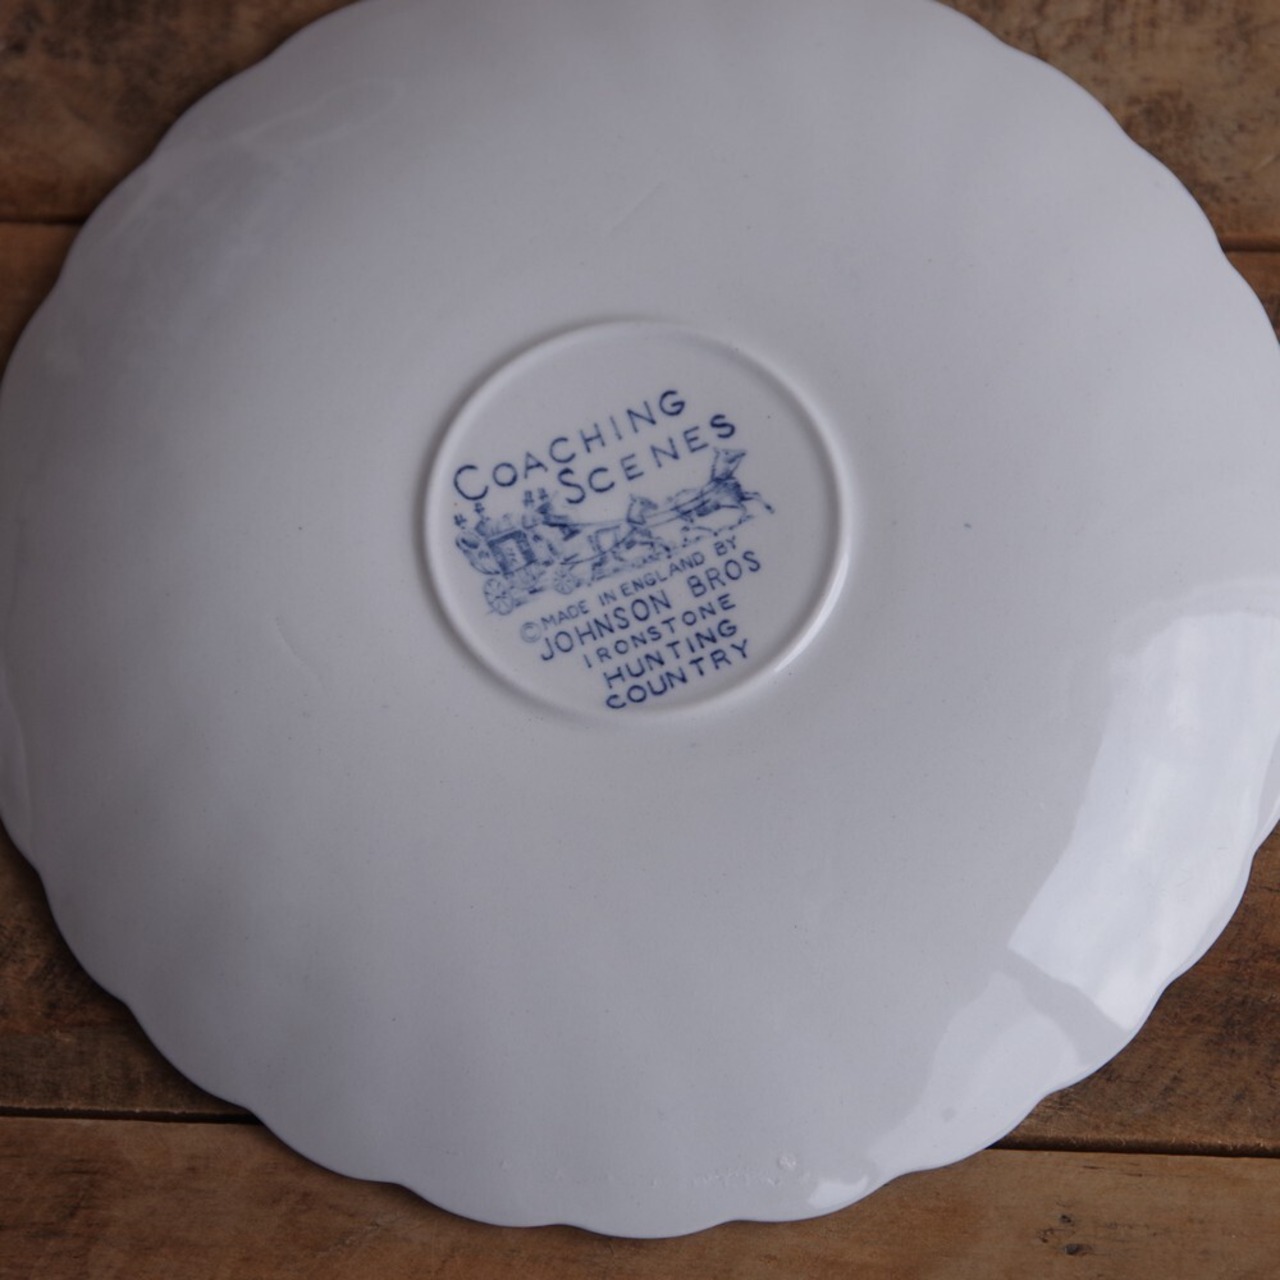 COACHING
SCENES
©MADE IN ENGLAND BY
JOHNSON BROS
IRONSTONE
HUNTING
COUNTRY